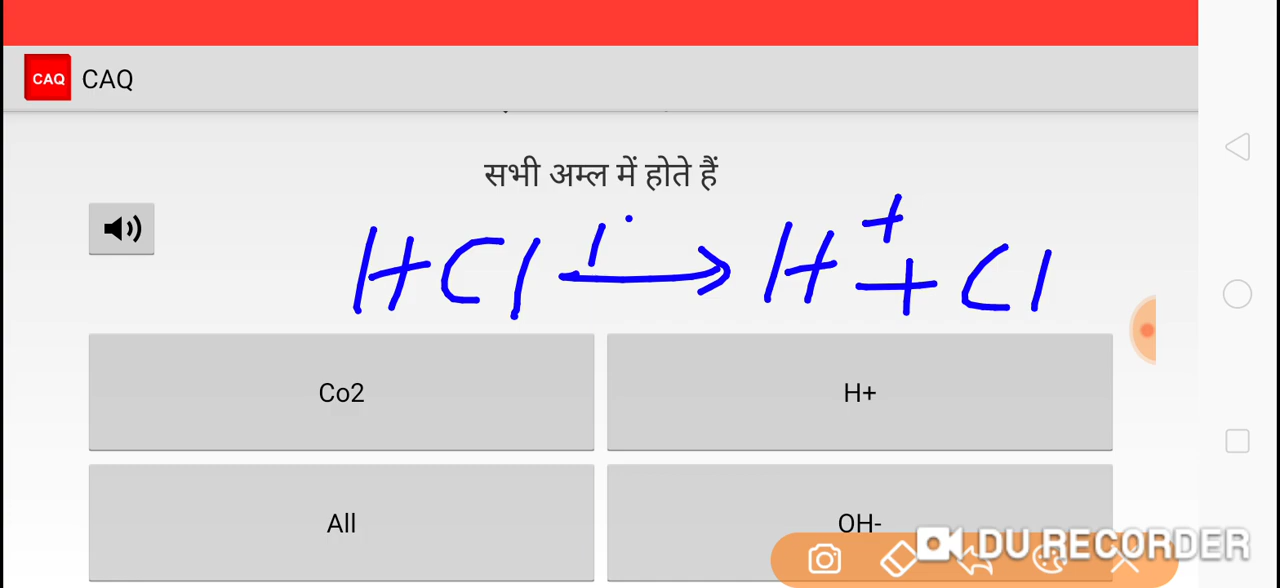 CAQ CAQ
सभी अम्ल में होते हैं
HCl → H+ + Cl
Co2
H+
All
OH-
DU RECORDER